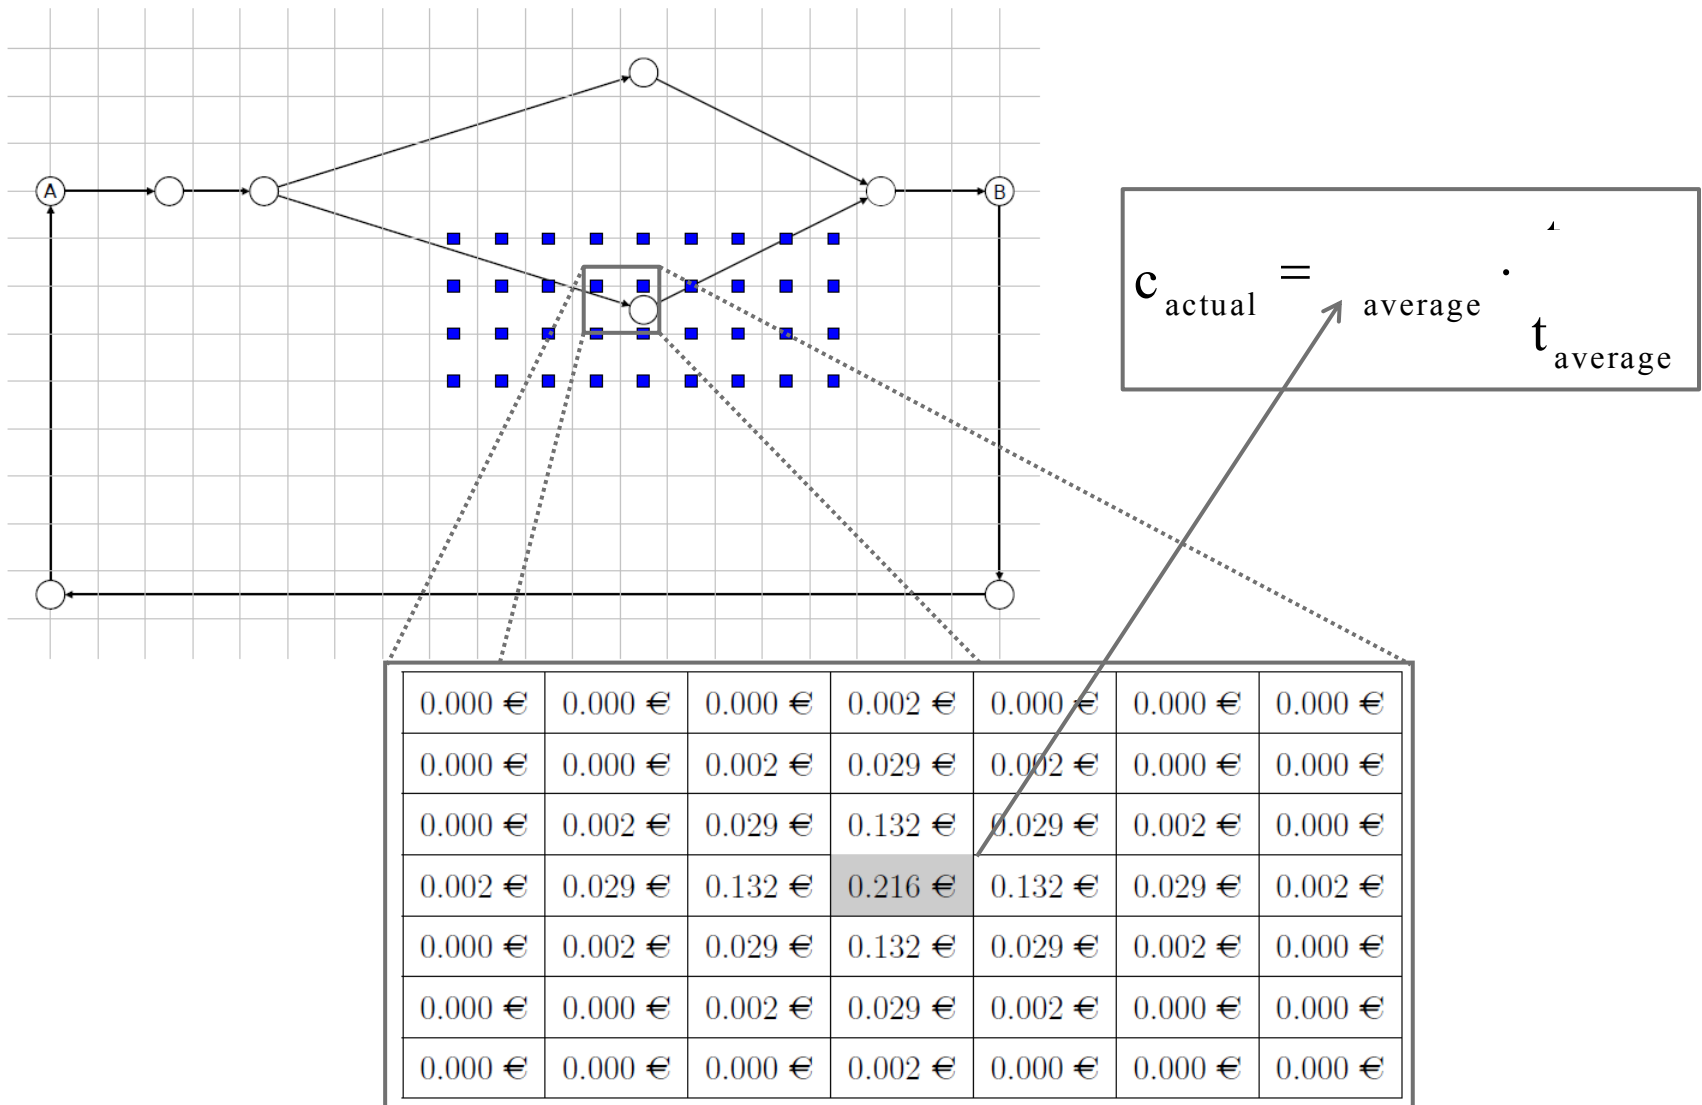 A
B
c actual = average ·
t average
0.000 € 0.000 € 0.000 € 0.002 € 0.000 € 0.000 € 0.000 €
0.000 € 0.000 € 0.002 € 0.029 € 0.002 € 0.000 € 0.000 €
0.000 € 0.002 € 0.029 € 0.132 € 0.029 € 0.002 € 0.000 €
0.002 € 0.029 € 0.132 € 0.216 € 0.132 € 0.029 € 0.002 €
0.000 € 0.002 € 0.029 € 0.132 € 0.029 € 0.002 € 0.000 €
0.000 € 0.000 € 0.002 € 0.029 € 0.002 € 0.000 € 0.000 €
0.000 € 0.000 € 0.000 € 0.002 € 0.000 € 0.000 € 0.000 €